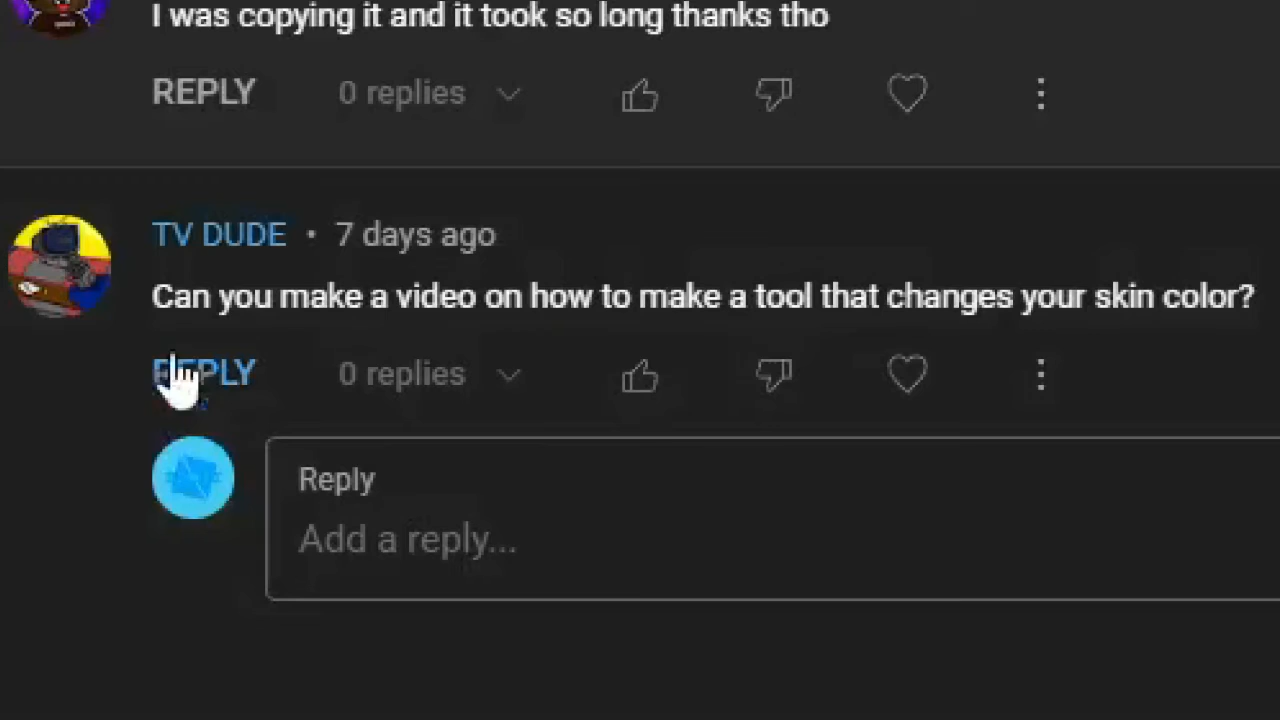 I was copying it and it took so long thanks tho
REPLY 0 replies
TV DUDE • 7 days ago
Can you make a video on how to make a tool that changes your skin color?
REPLY 0 replies
Reply
Add a reply...